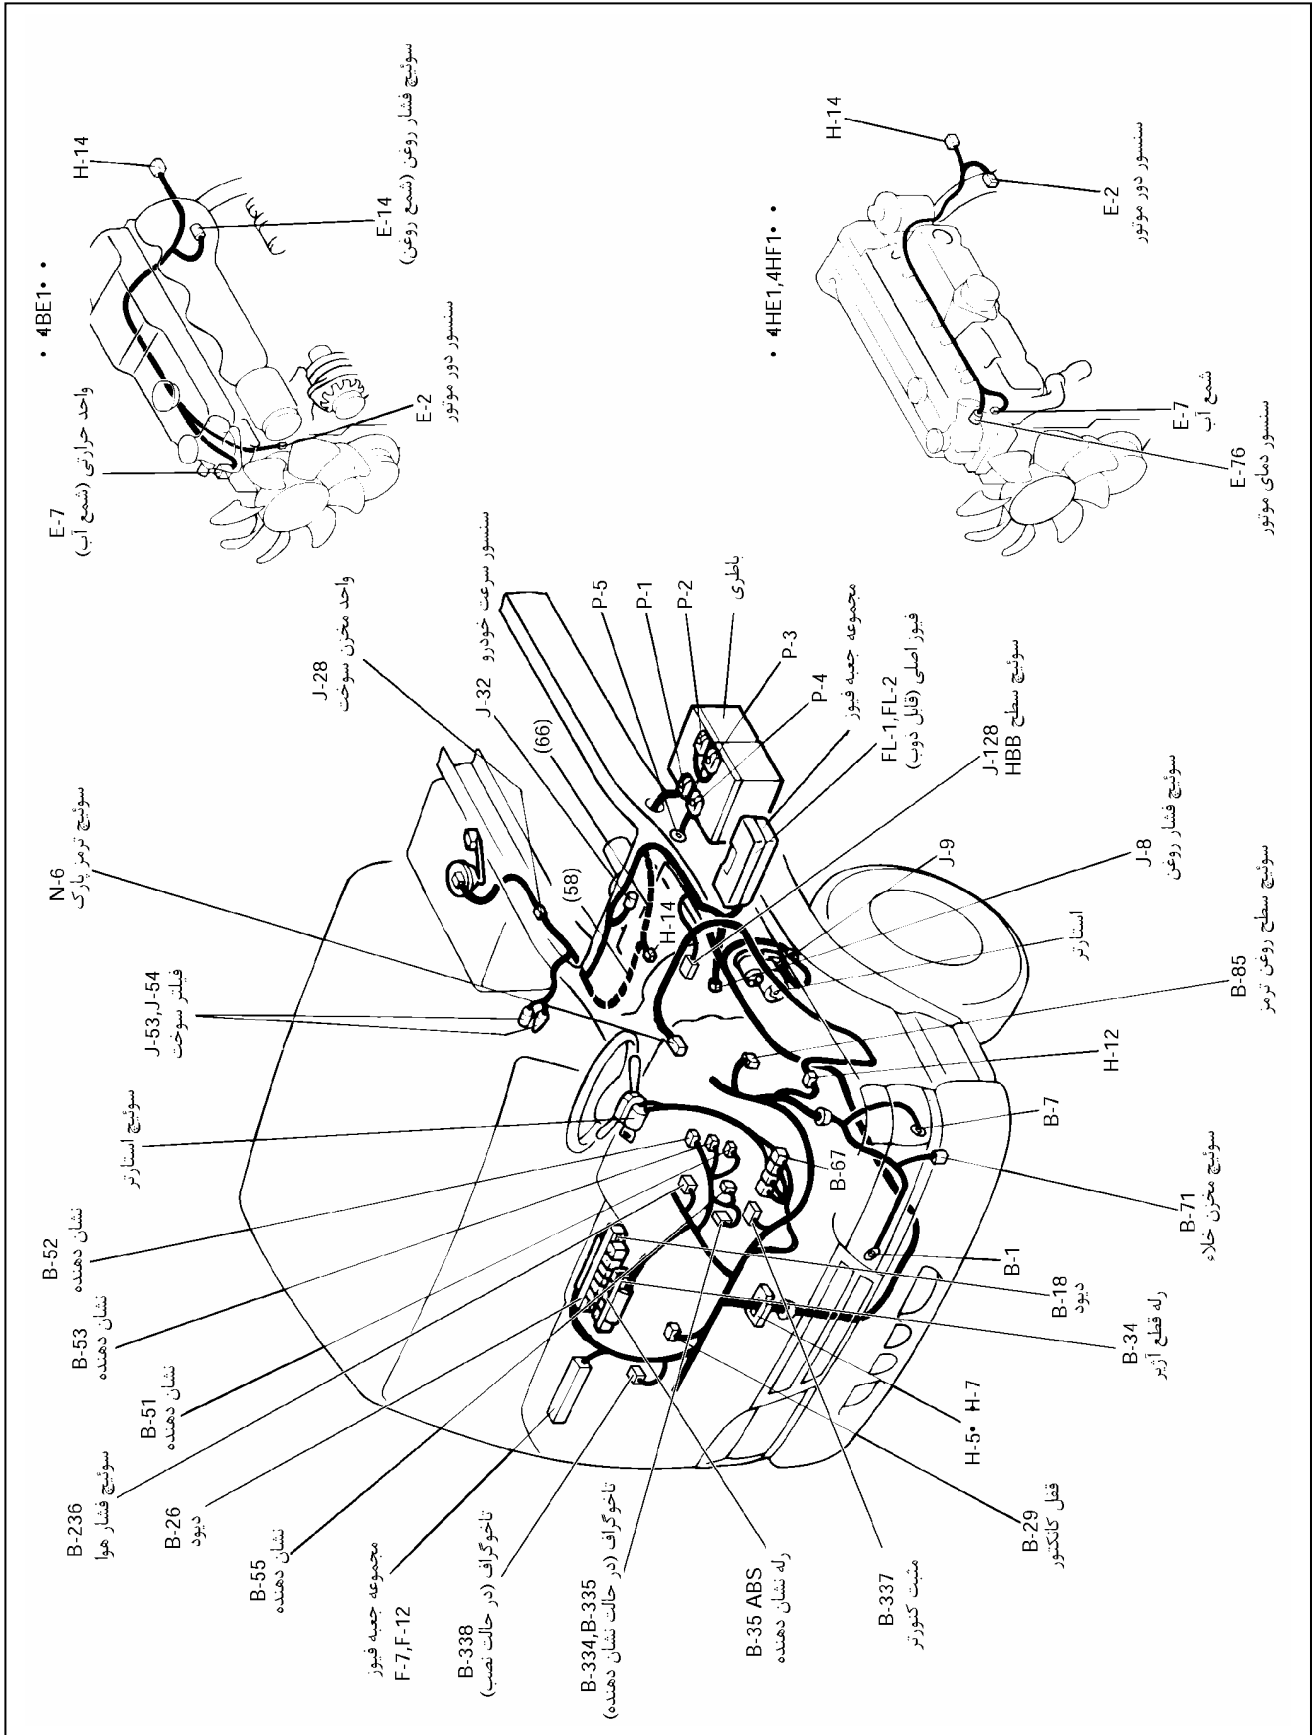 • 4BE1 • •
H-14
E-14
سوئیچ فشار روغن (شمع روغن)
E-2
سنسور دور موتور
E-7
واحد حرارتی (شمع آب)
• 4HE1,4HF1 • •
H-14
E-2
سنسور دور موتور
E-7
شمع آب
E-76
سنسور دمای موتور
N-6
سوئیچ ترمز پارک
J-53,J-54
فیلتر سوخت
سوئیچ استارتر
B-52
نشان دهنده
B-53
نشان دهنده
B-51
نشان دهنده
B-236
سوئیچ فشار هوا
B-26
دیود
B-55
نشان دهنده
مجموعه جعبه فیوز
F-7,F-12
B-338
تاخوگراف (در حالت نصب)
B-334,B-335
تاخوگراف (در حالت نشان دهنده)
B-35 ABS
رله نشان دهنده
B-337
مثبت کنورتر
B-29
قفل کانکتور
H-5• H-7
B-34
رله قطع آژیر
B-18
دیود
B-1
B-71
سوئیچ مخزن خلاء
B-7
B-67
H-12
B-85
سوئیچ سطح روغن ترمز
استارتر
J-9
J-8
سوئیچ فشار روغن
J-128
سوئیچ سطح HBB
FL-1,FL-2
فیوز اصلی (قابل ذوب)
مجموعه جعبه فیوز
P-4
P-3
باطری
P-2
P-1
P-5
J-32 سنسور سرعت خودرو
J-28
واحد مخزن سوخت
(66)
(58)
H-14